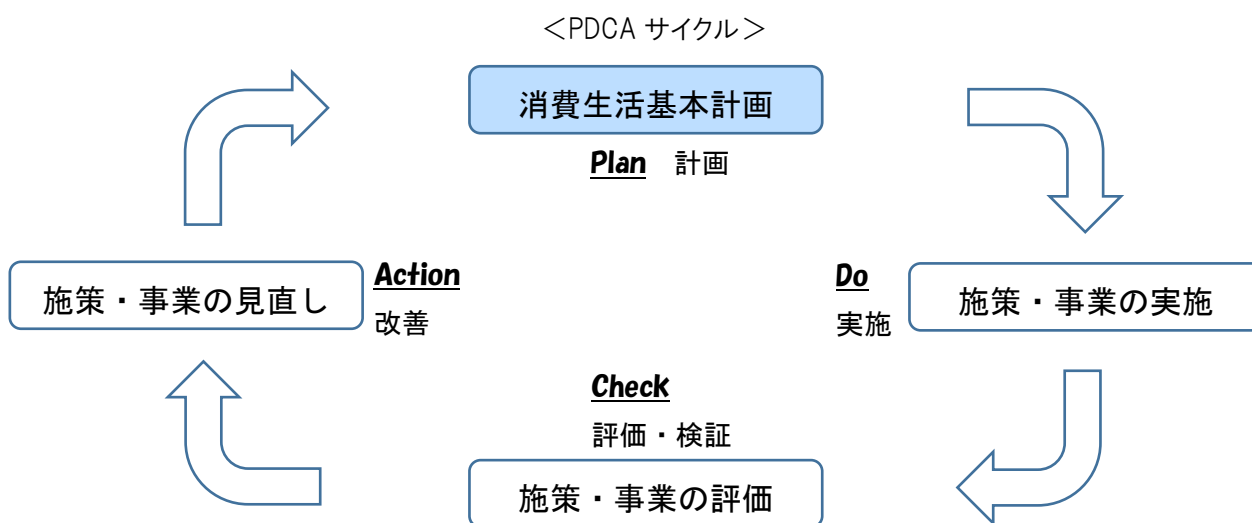 ＜PDCA サイクル＞
消費生活基本計画
Plan 計画
施策・事業の見直し
Action
改善
Do
実施
施策・事業の実施
Check
評価・検証
施策・事業の評価